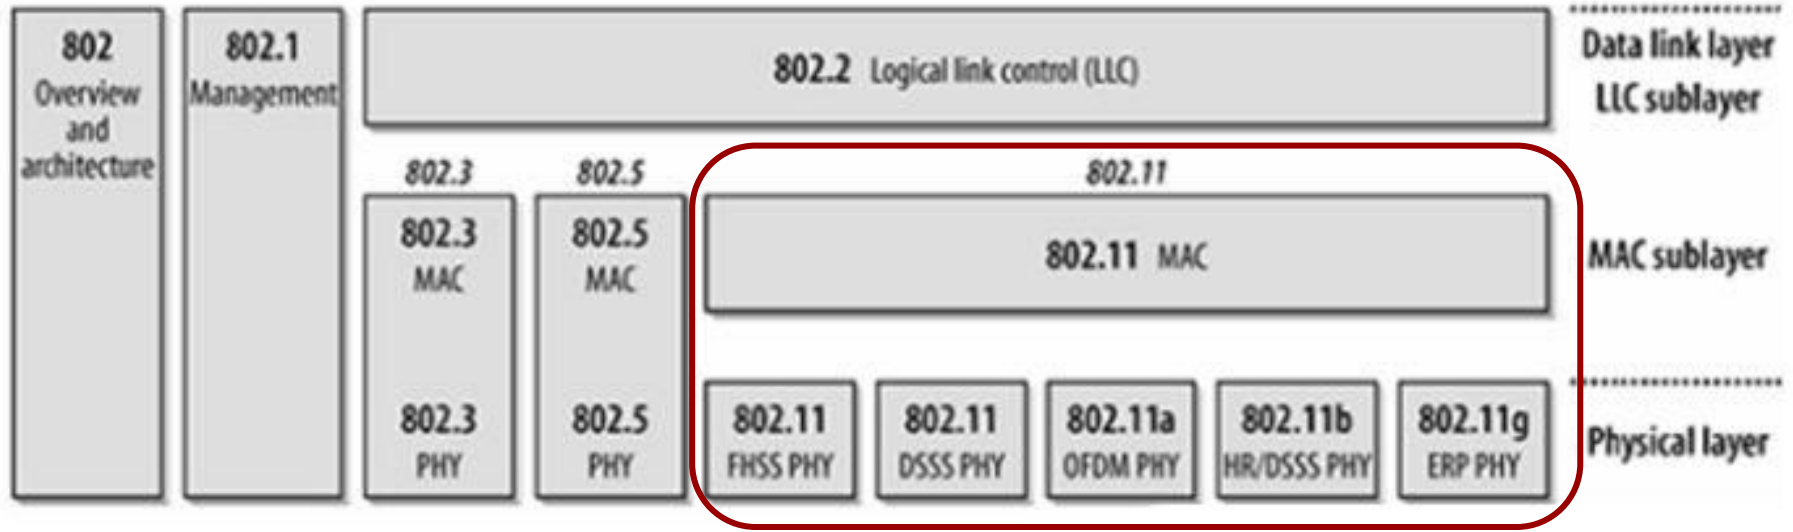 802
Overview
and
architecture
802.1
Management
802.2 Logical link control (LLC)
Data link layer
LLC sublayer
802.3
802.5
802.11
802.3
MAC
802.5
MAC
802.11 MAC
MAC sublayer
802.3
PHY
802.5
PHY
802.11
FHSS PHY
802.11
DSSS PHY
802.11a
OFDM PHY
802.11b
HR/DSSS PHY
802.11g
ERP PHY
Physical layer